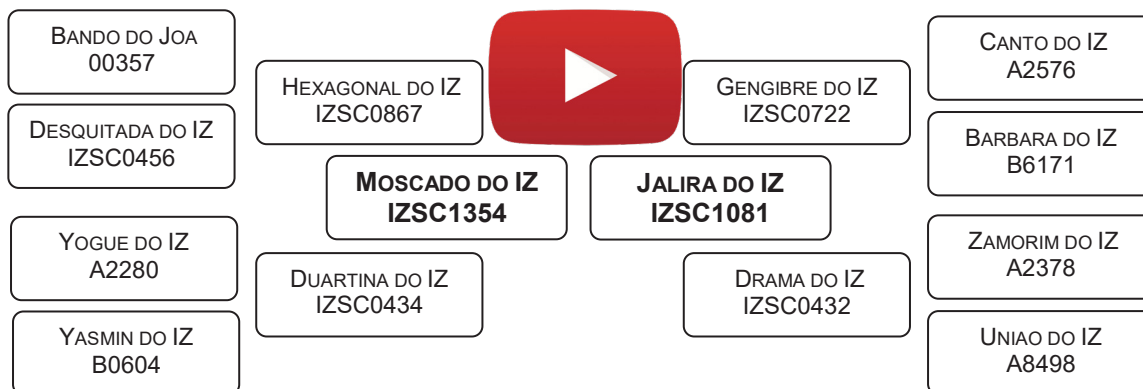 BANDO DO JOA
00357
DESQUITADA DO IZ
IZSC0456
YOGUE DO IZ
A2280
YASMIN DO IZ
B0604
HEXAGONAL DO IZ
IZSC0867
DUARTINA DO IZ
IZSC0434
MOSCADO DO IZ
IZSC1354
JALIRA DO IZ
IZSC1081
GENGIBRE DO IZ
IZSC0722
DRAMA DO IZ
IZSC0432
CANTO DO IZ
A2576
BARBARA DO IZ
B6171
ZAMORIM DO IZ
A2378
UNIAO DO IZ
A8498